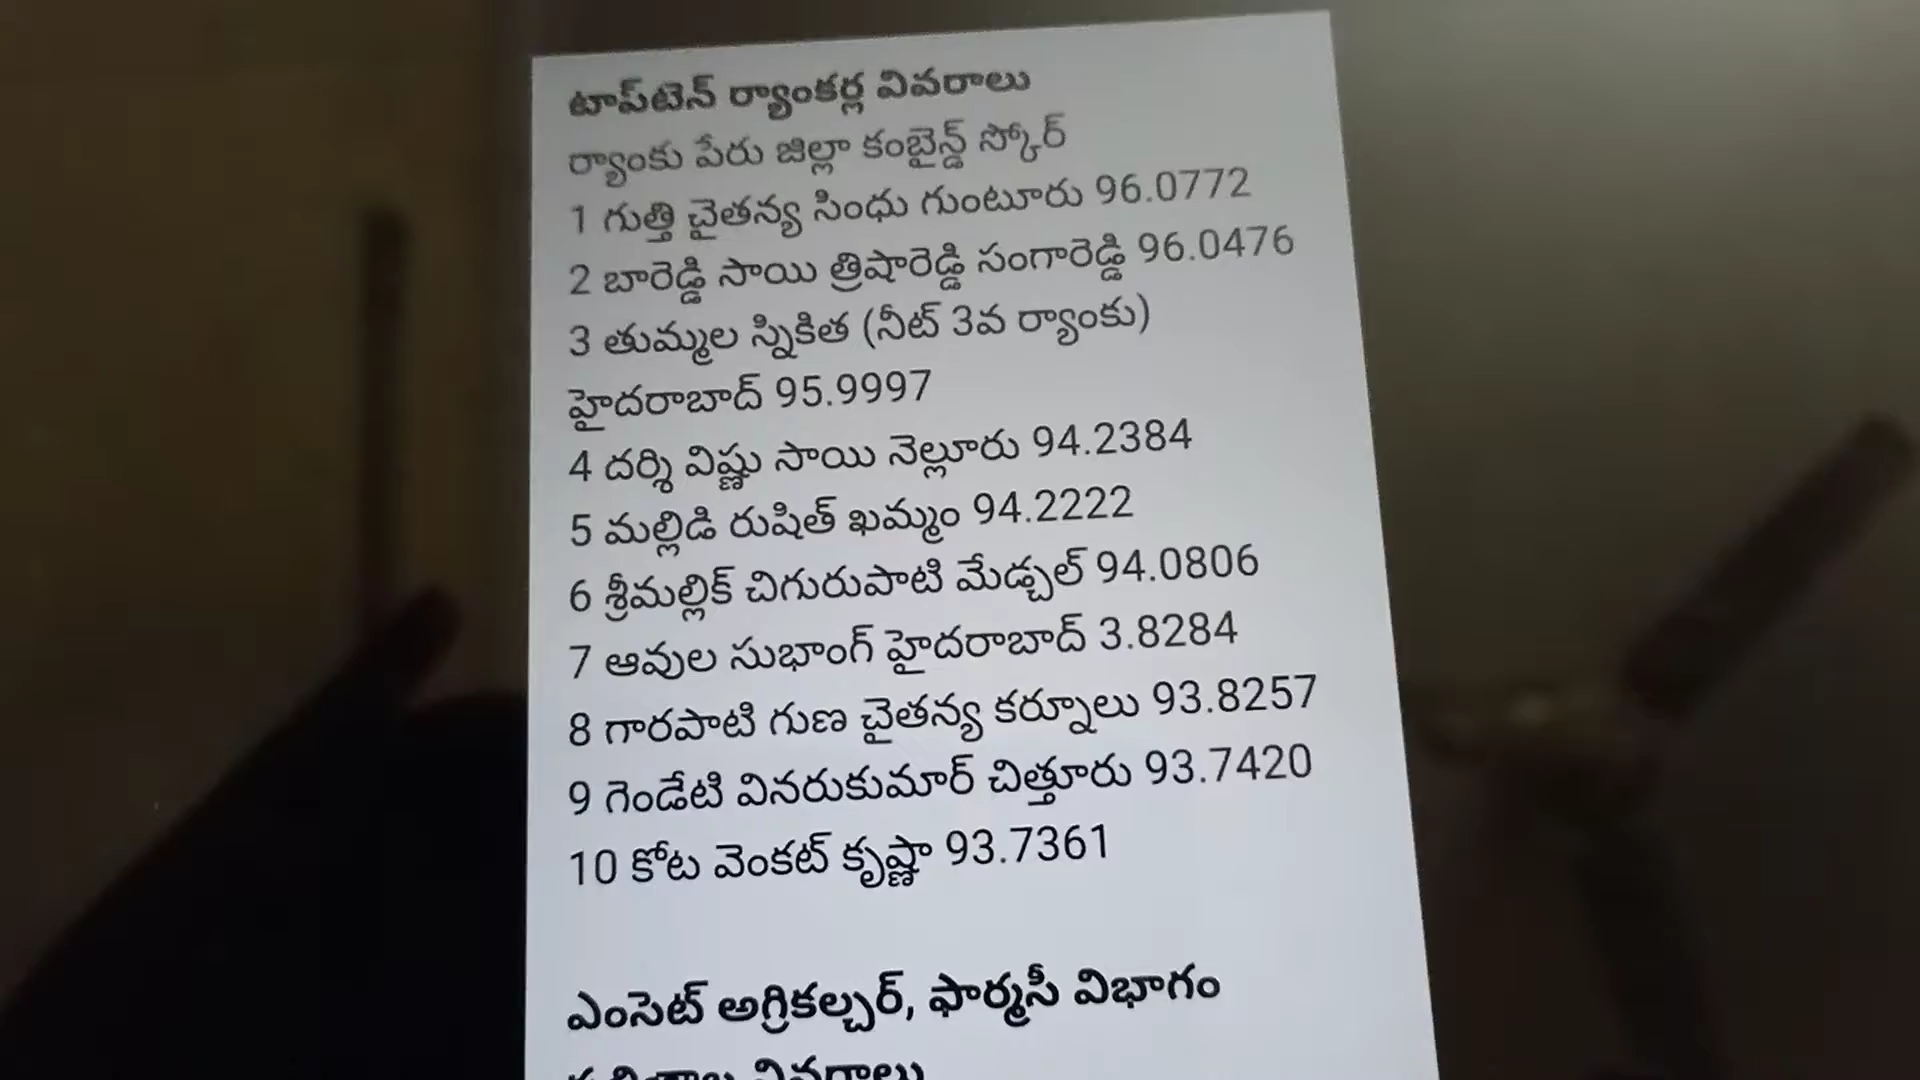 టాప్‌టెన్ ర్యాంకర్ల వివరాలు
ర్యాంకు పేరు జిల్లా కంబైన్డ్ స్కోర్
1 గుత్తి చైతన్య సింధు గుంటూరు 96.0772
2 బారెడ్డి సాయి త్రిషారెడ్డి సంగారెడ్డి 96.0476
3 తుమ్మల స్నికిత (నీట్ 3వ ర్యాంకు)
హైదరాబాద్ 95.9997
4 దర్శి విష్ణు సాయి నెల్లూరు 94.2384
5 మల్లిడి రుషిత్ ఖమ్మం 94.2222
6 శ్రీమల్లిక్ చిగురుపాటి మేడ్చల్ 94.0806
7 ఆవుల సుభాంగ్ హైదరాబాద్ 3.8284
8 గారపాటి గుణ చైతన్య కర్నూలు 93.8257
9 గెండేటి వినరుకుమార్ చిత్తూరు 93.7420
10 కోట వెంకట్ కృష్ణా 93.7361
ఎంసెట్ అగ్రికల్చర్, ఫార్మసీ విభాగం